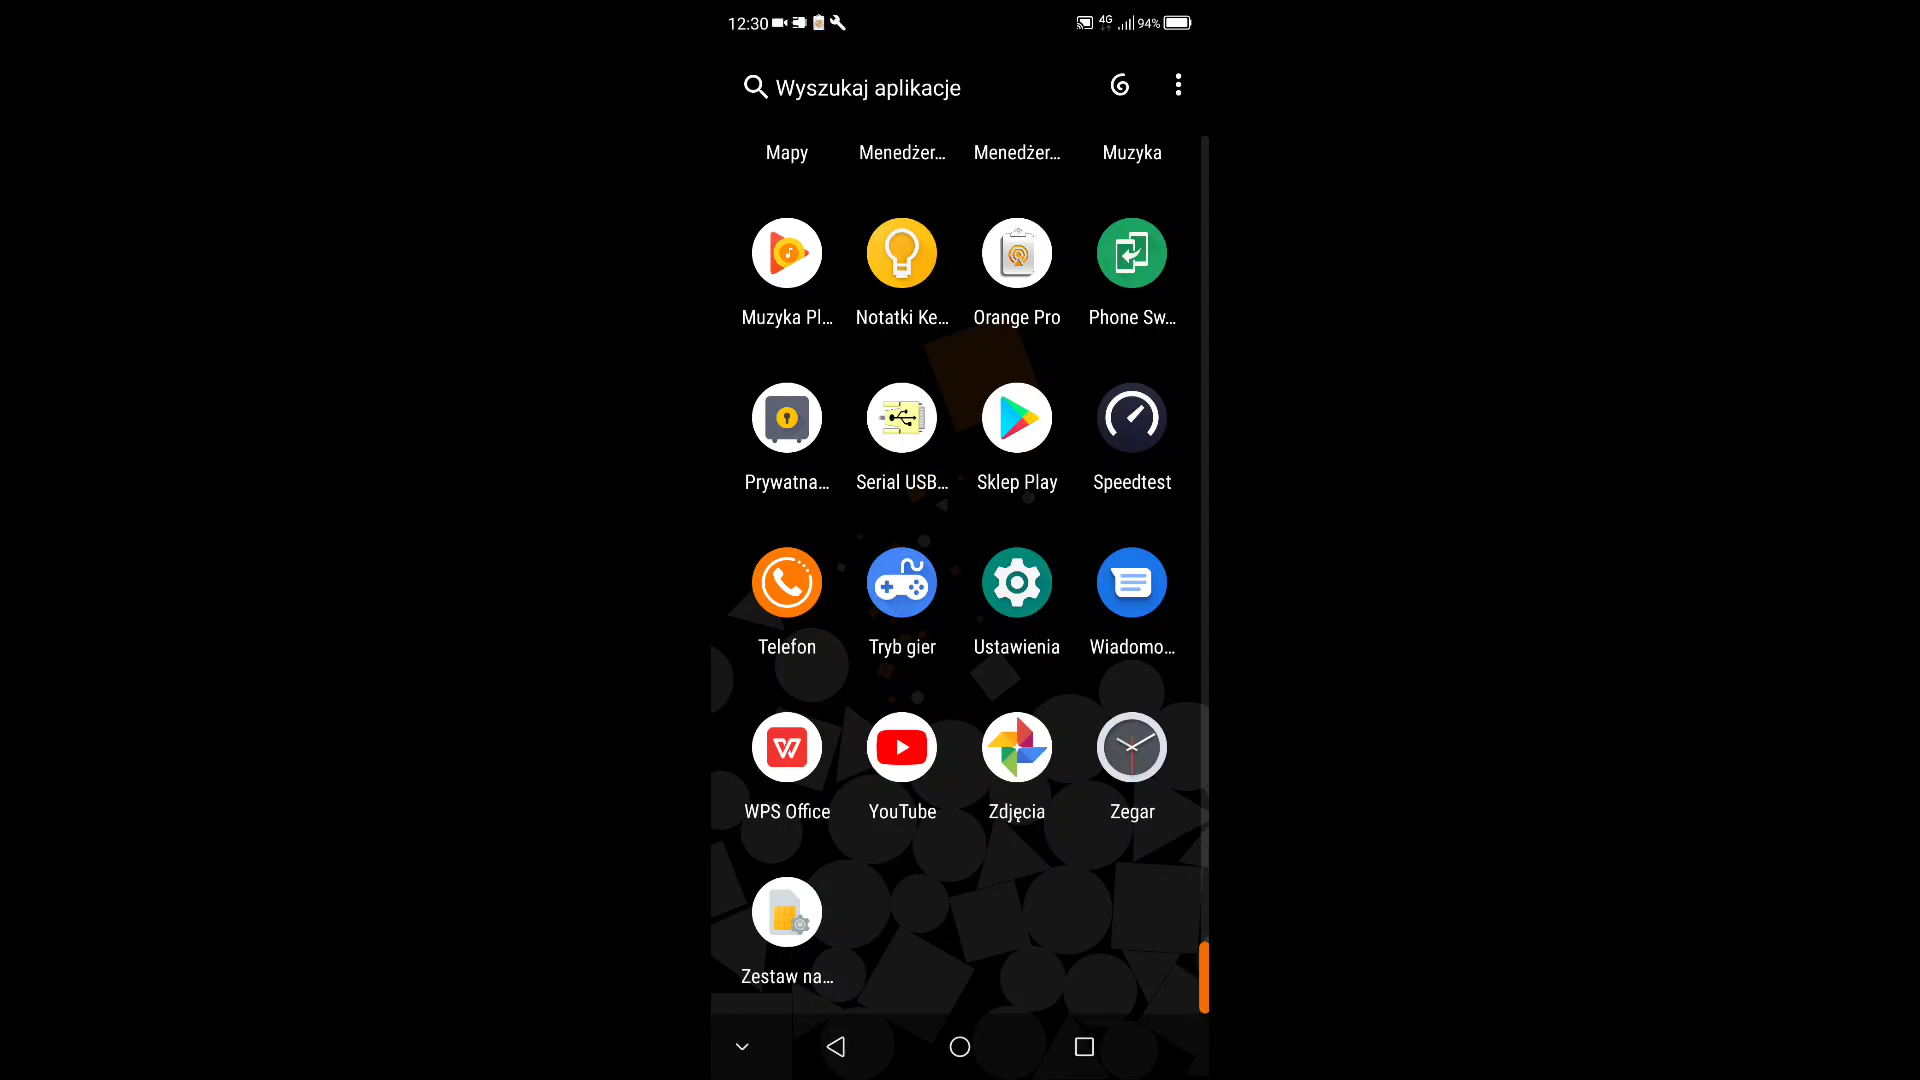 12:30
4G
94%
Wyszukaj aplikacje
Mapy
Menedżer...
Menedżer...
Muzyka
Muzyka Pl...
Notatki Ke...
Orange Pro
Phone Sw...
Prywatna...
Serial USB...
Sklep Play
Speedtest
Telefon
Tryb gier
Ustawienia
Wiadomo...
WPS Office
YouTube
Zdjęcia
Zegar
Zestaw na...